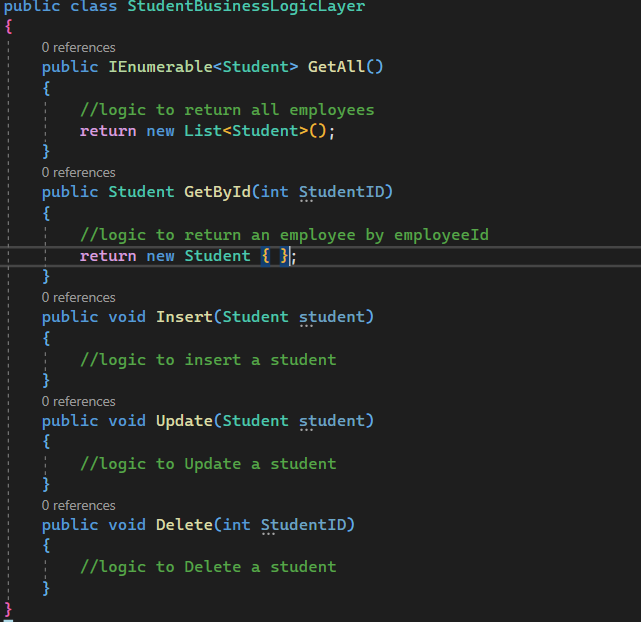 public class StudentBusinessLogicLayer
{
0 references
public IEnumerable<Student> GetAll()
{
//logic to return all employees
return new List<Student>();
}
0 references
public Student GetById(int StudentID)
{
//logic to return an employee by employeeId
return new Student { };
}
0 references
public void Insert(Student student)
{
//logic to insert a student
}
0 references
public void Update(Student student)
{
//logic to Update a student
}
0 references
public void Delete(int StudentID)
{
//logic to Delete a student
}
}